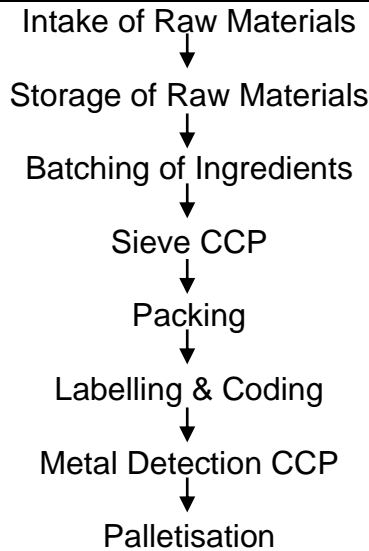 Intake of Raw Materials
Storage of Raw Materials
Batching of Ingredients
Sieve CCP
Packing
Labelling & Coding
Metal Detection CCP
Palletisation